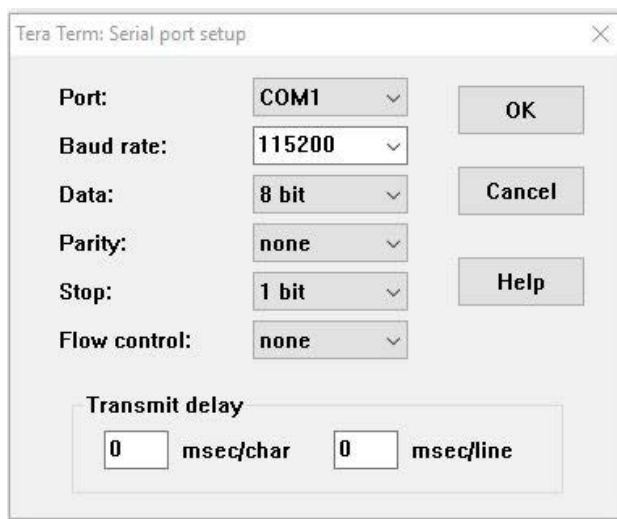 Tera Term: Serial port setup
Port: COM1
OK
Baud rate: 115200
Data: 8 bit
Cancel
Parity: none
Stop: 1 bit
Help
Flow control: none
Transmit delay
0 msec/char 0 msec/line